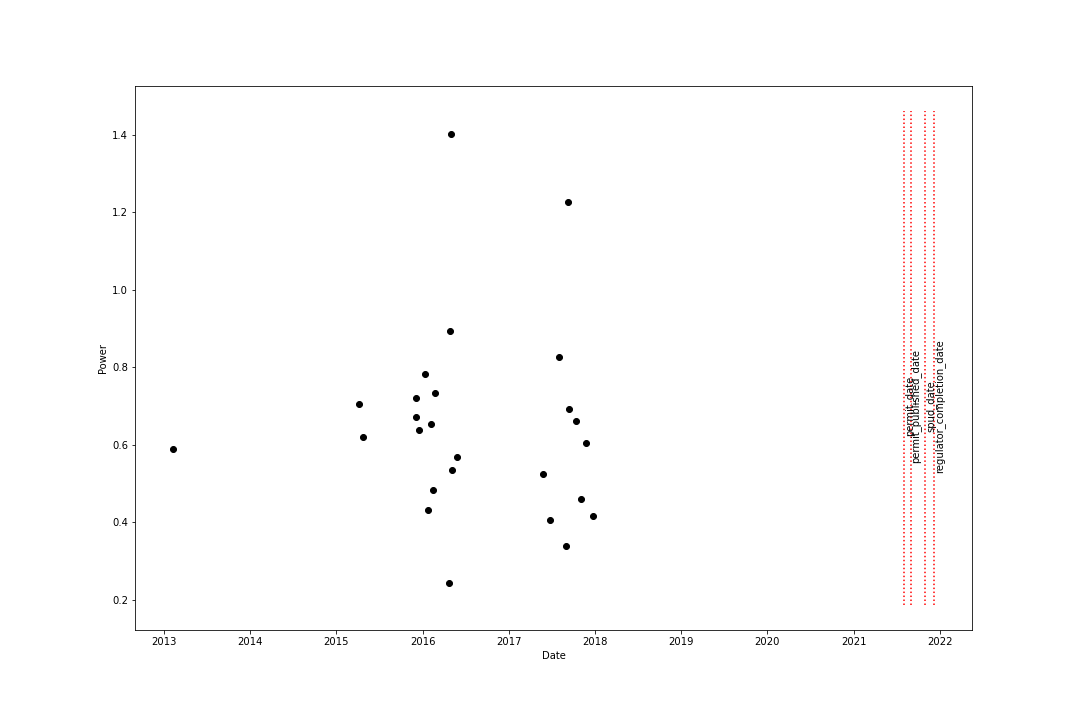 1.4
1.2
1.0
0.8
0.6
0.4
0.2
Power
permit_date
permit_published_date
spud_date
regulator_completion_date
2013
2014
2015
2016
2017
2018
2019
2020
2021
2022
Date